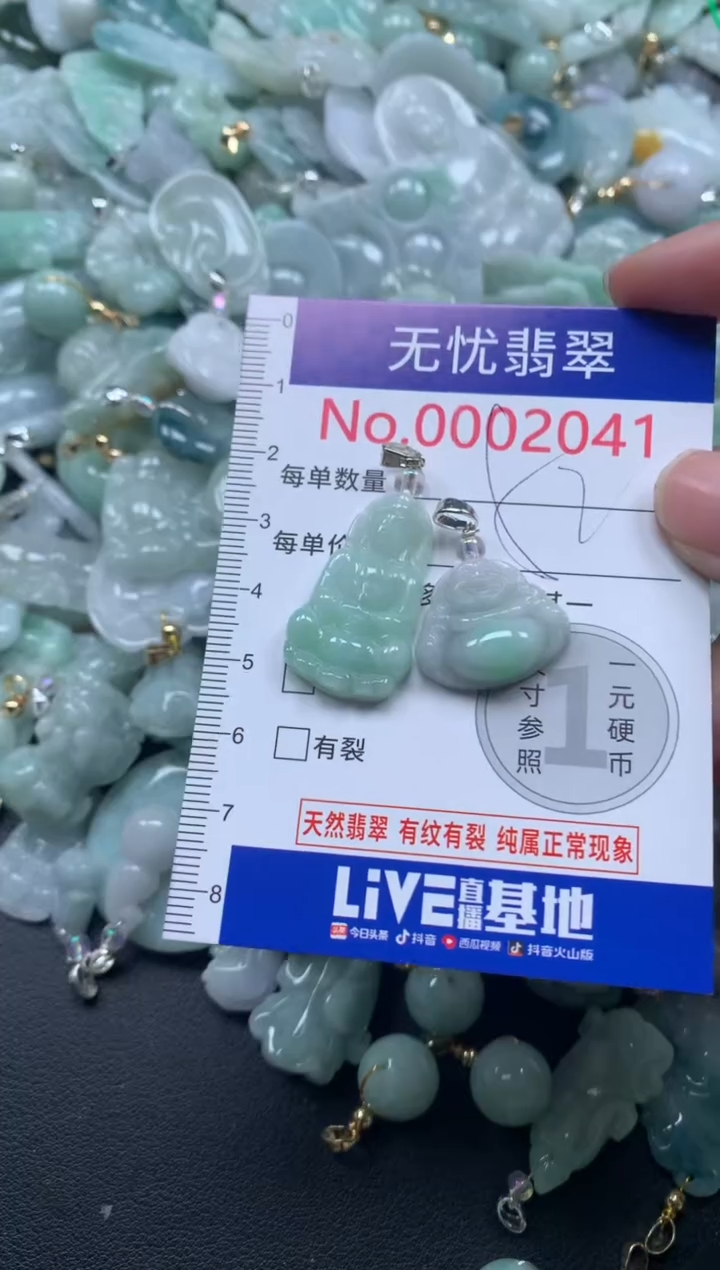 0
无忧翡翠
1
No.0002041
2
每单数量
3
每单价
4
5
一元硬币
寸参照
1
6
有裂
7
天然翡翠 有纹有裂 纯属正常现象
8
LiVE直播基地
今日头条 抖音 西瓜视频 抖音火山版